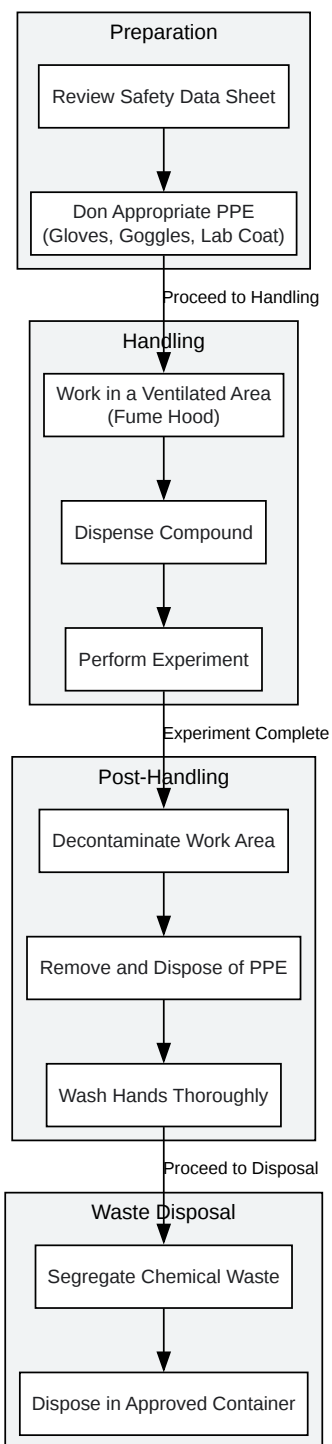 Preparation
Review Safety Data Sheet
Don Appropriate PPE
(Gloves, Goggles, Lab Coat)
Proceed to Handling
Handling
Work in a Ventilated Area
(Fume Hood)
Dispense Compound
Perform Experiment
Experiment Complete
Post-Handling
Decontaminate Work Area
Remove and Dispose of PPE
Wash Hands Thoroughly
Proceed to Disposal
Waste Disposal
Segregate Chemical Waste
Dispose in Approved Container